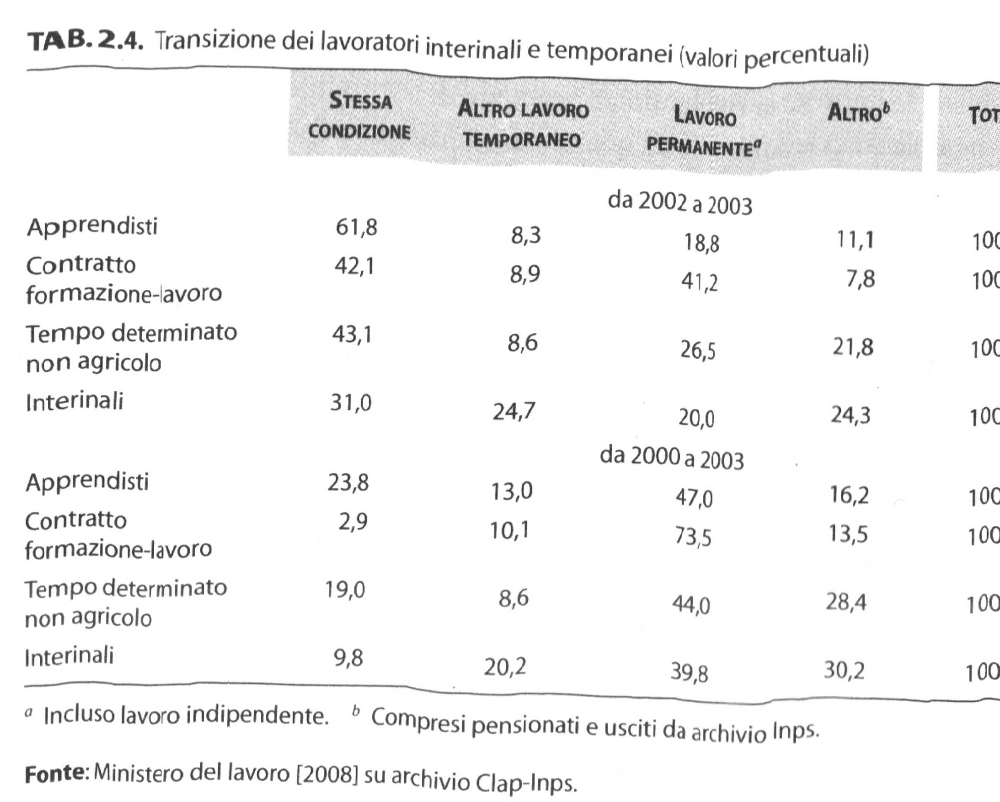 TAB. 2.4. Transizione dei lavoratori interinali e temporanei (valori percentuali)
STESSA CONDIZIONE ALTRO LAVORO TEMPORANEO LAVORO PERMANENTEᵃ ALTROᵇ TOT
da 2002 a 2003
Apprendisti 61,8 8,3 18,8 11,1 100
Contratto 42,1 8,9 41,2 7,8 100
formazione-lavoro
Tempo determinato 43,1 8,6 26,5 21,8 100
non agricolo
Interinali 31,0 24,7 20,0 24,3 100
da 2000 a 2003
Apprendisti 23,8 13,0 47,0 16,2 100
Contratto 2,9 10,1 73,5 13,5 100
formazione-lavoro
Tempo determinato 19,0 8,6 44,0 28,4 100
non agricolo
Interinali 9,8 20,2 39,8 30,2 100
ᵃ Incluso lavoro indipendente. ᵇ Compresi pensionati e usciti da archivio Inps.
Fonte: Ministero del lavoro [2008] su archivio Clap-Inps.